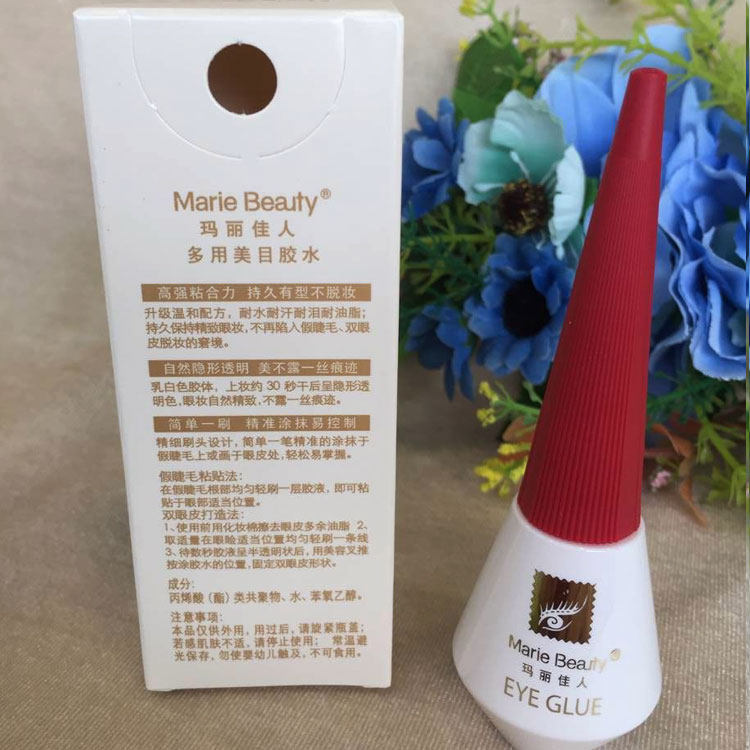 Marie Beauty®
玛丽佳人
多用美目胶水
高强粘合力 持久有型不脱妆
升级温和配方，耐水耐汗耐泪耐油脂；
持久保持精致眼妆，不再陷入假睫毛、双眼
皮脱妆的窘境。
自然隐形透明 美不露一丝痕迹
乳白色胶体，上妆约 30 秒干后呈隐形透
明色，眼妆自然精致，不露一丝痕迹。
简单一刷 精准涂抹易控制
精细刷头设计，简单一笔精准的涂抹于
假睫毛上或画于眼皮处，轻松易掌握。
假睫毛粘贴法：
在假睫毛根部均匀轻刷一层胶液，即可粘
贴于眼部适当位置。
双眼皮打造法：
1、使用前用化妆棉擦去眼皮多余油脂 2、
取适量在眼睑适当位置均匀轻刷一条线
3、待数秒胶液呈半透明状后，用美容叉推
按涂胶水的位置，固定双眼皮形状。
成分：
丙烯酸（酯）类共聚物、水、苯氧乙醇。
注意事项：
本品仅供外用，用过后，请旋紧瓶盖；
若感肌肤不适，请停止使用； 常温避
光保存，勿使婴幼儿触及，不可食用。
Marie Beauty®
玛丽佳人
EYE GLUE